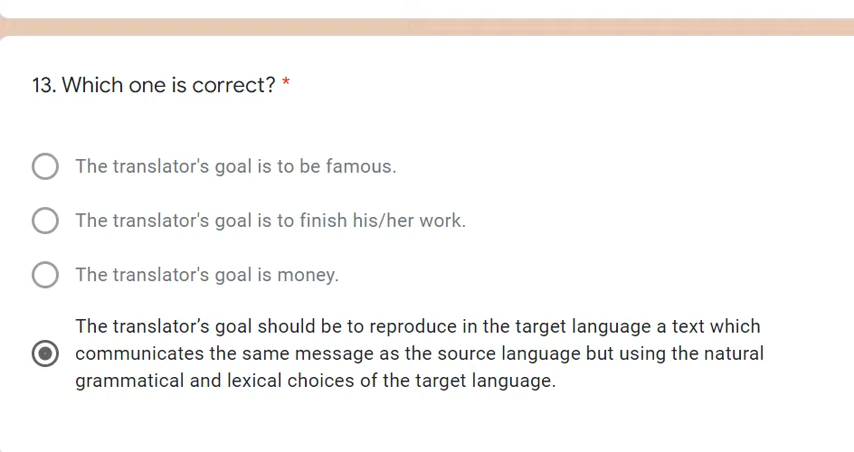 13. Which one is correct? *
The translator's goal is to be famous.
The translator's goal is to finish his/her work.
The translator's goal is money.
The translator’s goal should be to reproduce in the target language a text which
communicates the same message as the source language but using the natural
grammatical and lexical choices of the target language.